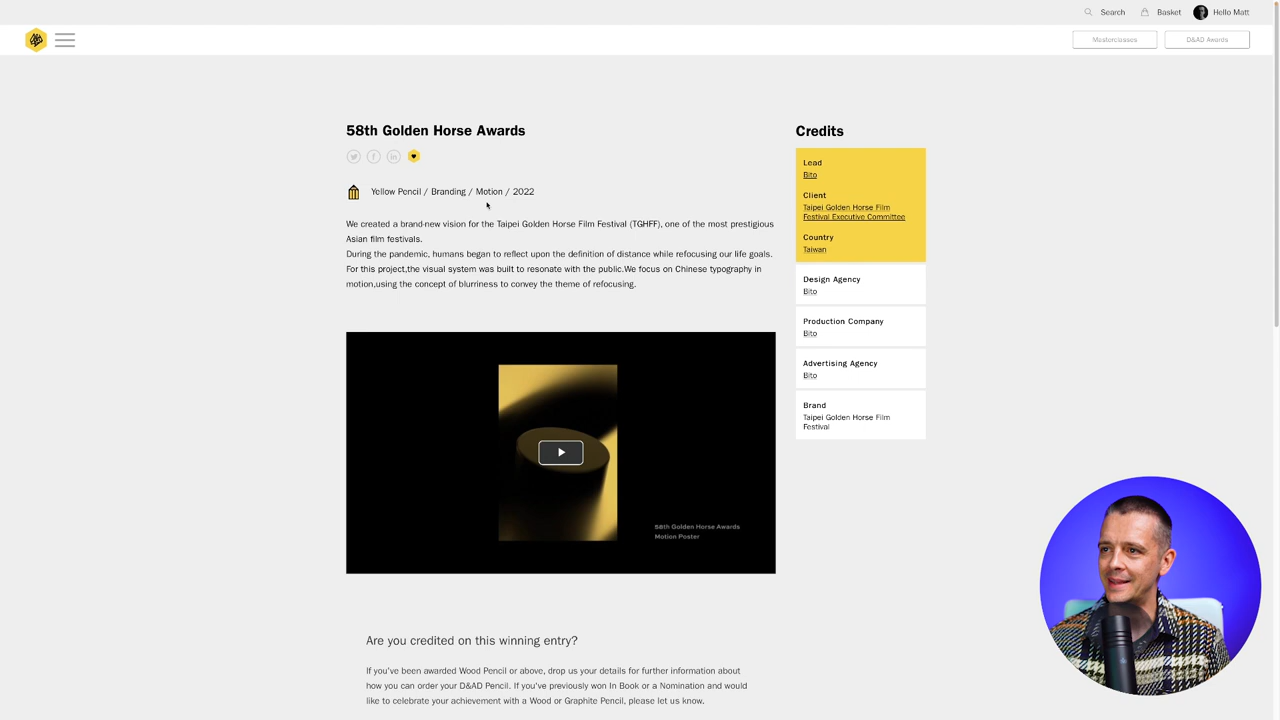 Search
Basket
Hello Matt
Masterclasses
D&AD Awards
58th Golden Horse Awards
Yellow Pencil / Branding / Motion / 2022
We created a brand-new vision for the Taipei Golden Horse Film Festival (TGHFF), one of the most prestigious
Asian film festivals.
During the pandemic, humans began to reflect upon the definition of distance while refocusing our life goals.
For this project,the visual system was built to resonate with the public.We focus on Chinese typography in
motion,using the concept of blurriness to convey the theme of refocusing.
58th Golden Horse Awards
Motion Poster
Credits
Lead
Bito
Client
Taipei Golden Horse Film
Festival Executive Committee
Country
Taiwan
Design Agency
Bito
Production Company
Bito
Advertising Agency
Bito
Brand
Taipei Golden Horse Film
Festival
Are you credited on this winning entry?
If you've been awarded Wood Pencil or above, drop us your details for further information about
how you can order your D&AD Pencil. If you've previously won In Book or a Nomination and would
like to celebrate your achievement with a Wood or Graphite Pencil, please let us know.